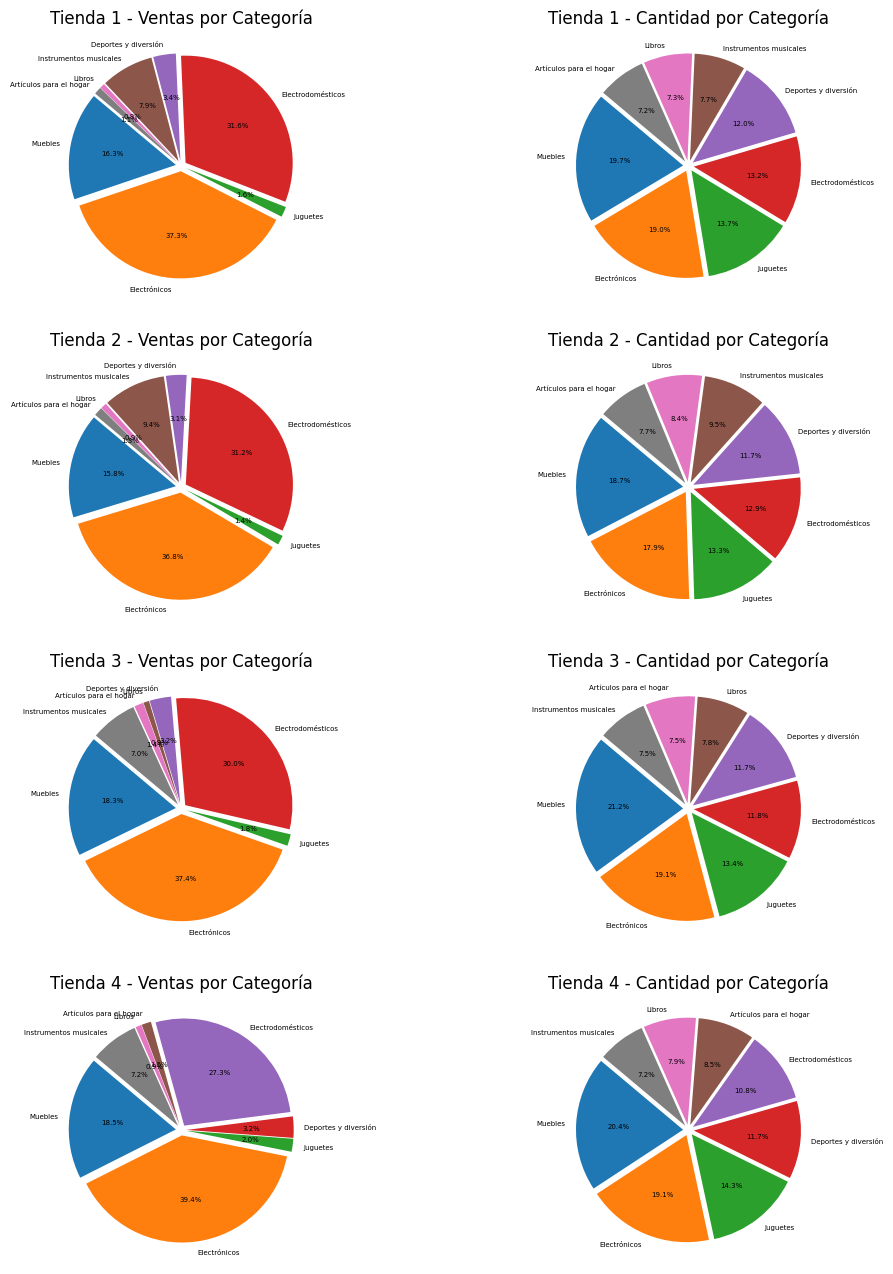 Tienda 1 - Ventas por Categoría
Deportes y diversión
Instrumentos musicales
Libros
Artículos para el hogar
Muebles
Electrodomésticos
Juguetes
Electrónicos
3.4%
7.9%
16.3%
31.6%
1.6%
37.3%
Tienda 1 - Cantidad por Categoría
Libros
Instrumentos musicales
Artículos para el hogar
Deportes y diversión
Muebles
Electrodomésticos
Juguetes
Electrónicos
7.3%
7.7%
7.2%
12.0%
19.7%
13.2%
13.7%
19.0%
Tienda 2 - Ventas por Categoría
Deportes y diversión
Instrumentos musicales
Libros
Artículos para el hogar
Muebles
Electrodomésticos
Juguetes
Electrónicos
3.1%
9.4%
15.8%
31.2%
1.4%
36.8%
Tienda 2 - Cantidad por Categoría
Libros
Instrumentos musicales
Artículos para el hogar
Deportes y diversión
Muebles
Electrodomésticos
Juguetes
Electrónicos
8.4%
9.5%
7.7%
11.7%
18.7%
12.9%
13.3%
17.9%
Tienda 3 - Ventas por Categoría
Deportes y diversión
Libros
Artículos para el hogar
Instrumentos musicales
Muebles
Electrodomésticos
Juguetes
Electrónicos
3.2%
7.0%
18.3%
30.0%
1.8%
37.4%
Tienda 3 - Cantidad por Categoría
Artículos para el hogar
Libros
Instrumentos musicales
Deportes y diversión
Muebles
Electrodomésticos
Juguetes
Electrónicos
7.5%
7.8%
7.5%
11.7%
21.2%
11.8%
13.4%
19.1%
Tienda 4 - Ventas por Categoría
Artículos para el hogar
Libros
Instrumentos musicales
Electrodomésticos
Muebles
Deportes y diversión
Juguetes
Electrónicos
7.2%
27.3%
18.5%
3.2%
2.0%
39.4%
Tienda 4 - Cantidad por Categoría
Libros
Artículos para el hogar
Instrumentos musicales
Electrodomésticos
Muebles
Deportes y diversión
Juguetes
Electrónicos
7.9%
8.5%
7.2%
10.8%
20.4%
11.7%
14.3%
19.1%